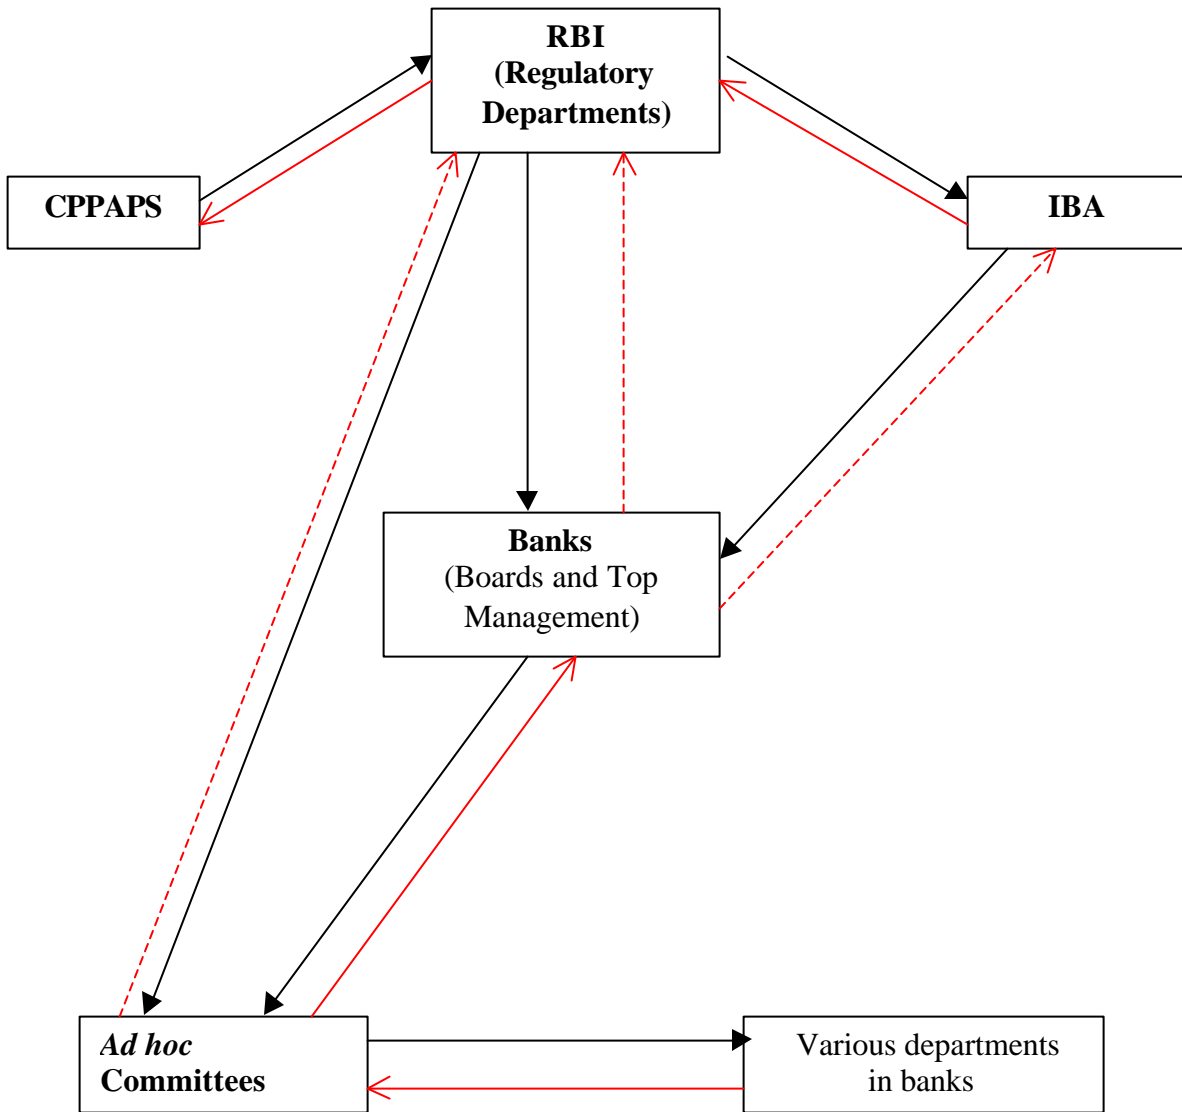 RBI
(Regulatory
Departments)
CPPAPS
IBA
Banks
(Boards and Top
Management)
Ad hoc
Committees
Various departments
in banks